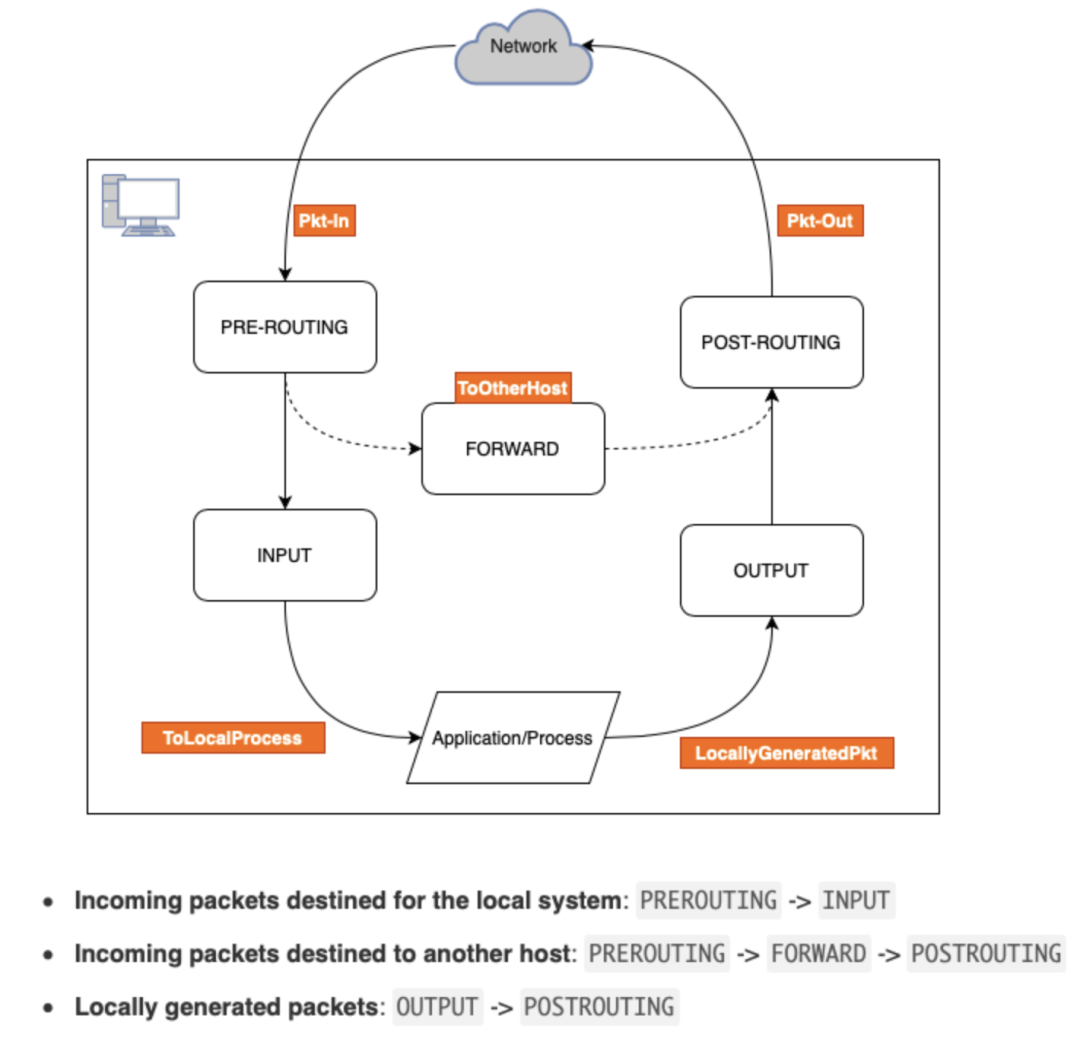 Network
Pkt-In
Pkt-Out
PRE-ROUTING
POST-ROUTING
ToOtherHost
FORWARD
INPUT
OUTPUT
ToLocalProcess
Application/Process
LocallyGeneratedPkt
• Incoming packets destined for the local system: PREROUTING -> INPUT
• Incoming packets destined to another host: PREROUTING -> FORWARD -> POSTROUTING
• Locally generated packets: OUTPUT -> POSTROUTING